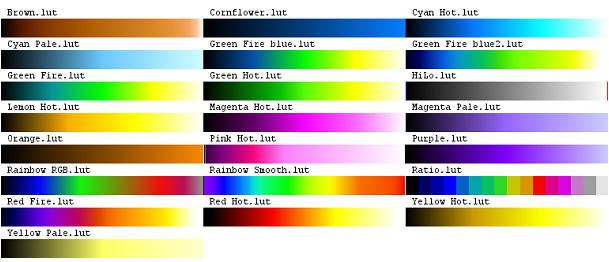 Brown.lut Cornflower.lut Cyan Hot.lut
Cyan Pale.lut Green Fire blue.lut Green Fire blue2.lut
Green Fire.lut Green Hot.lut HiLo.lut
Lemon Hot.lut Magenta Hot.lut Magenta Pale.lut
Orange.lut Pink Hot.lut Purple.lut
Rainbow RGB.lut Rainbow Smooth.lut Ratio.lut
Red Fire.lut Red Hot.lut Yellow Hot.lut
Yellow Pale.lut